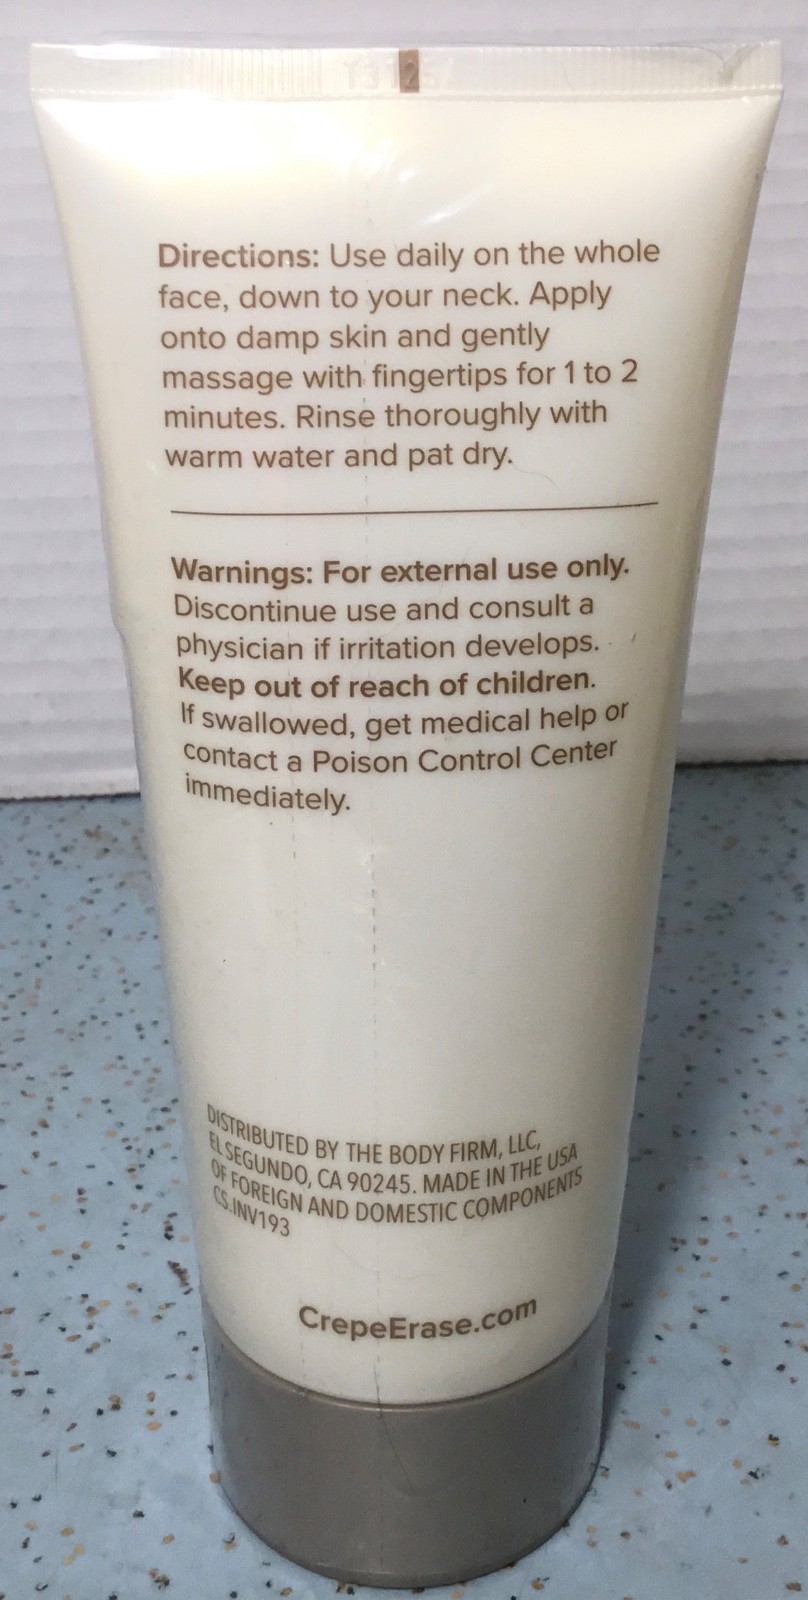 Directions: Use daily on the whole
face, down to your neck. Apply
onto damp skin and gently
massage with fingertips for 1 to 2
minutes. Rinse thoroughly with
warm water and pat dry.
Warnings: For external use only.
Discontinue use and consult a
physician if irritation develops.
Keep out of reach of children.
If swallowed, get medical help or
contact a Poison Control Center
immediately.
DISTRIBUTED BY THE BODY FIRM, LLC,
EL SEGUNDO, CA 90245. MADE IN THE USA
OF FOREIGN AND DOMESTIC COMPONENTS
CS.INV193
CrepeErase.com